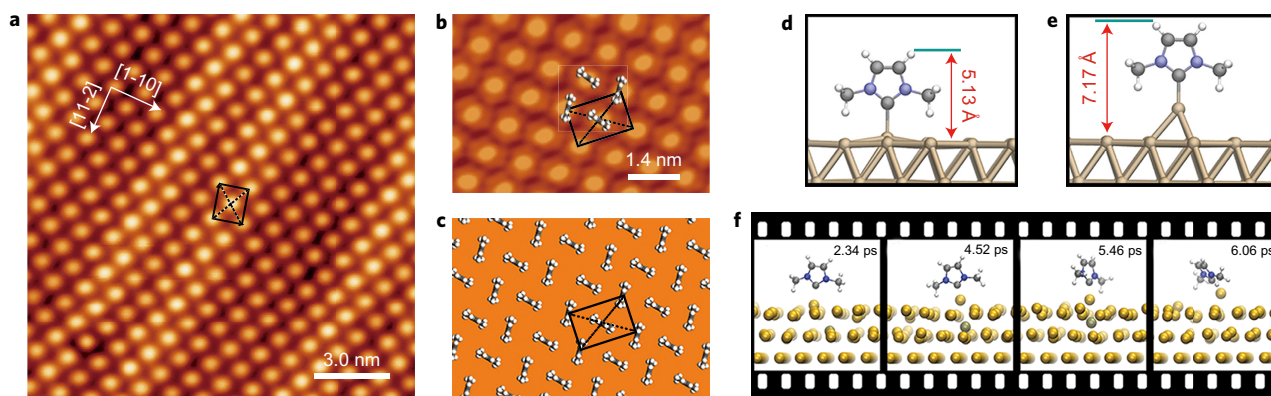 a
[11-2]
[1-10]
3.0 nm
b
1.4 nm
c
d
5.13 Å
e
7.17 Å
f
2.34 ps
4.52 ps
5.46 ps
6.06 ps